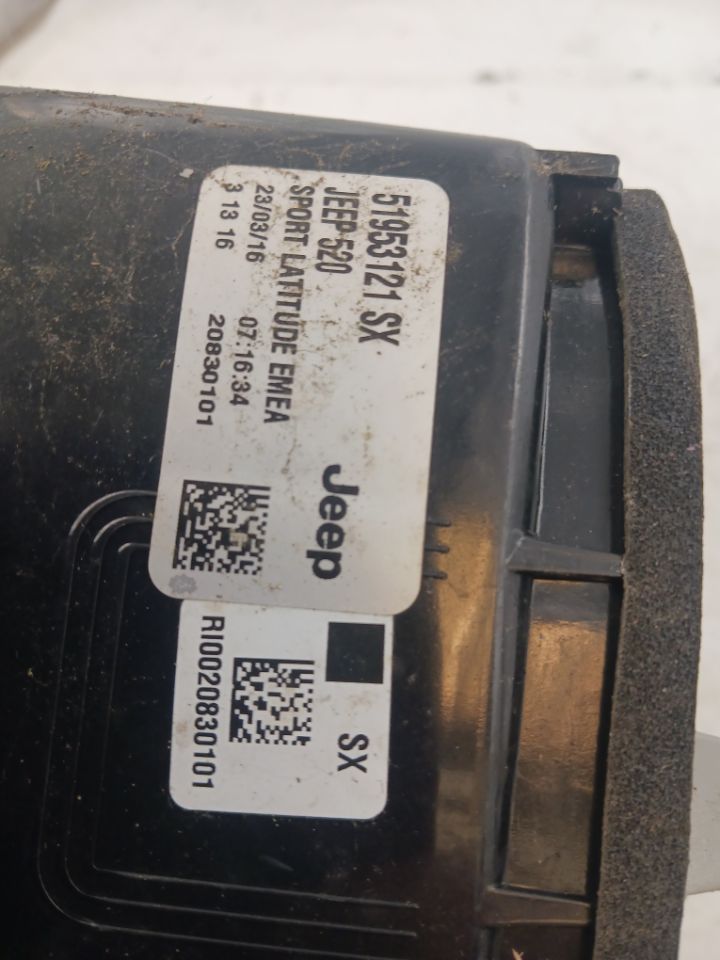 51953121 SX
JEEP 520
SPORT LATITUDE EMEA
23/03/16 07:16:34
3 13 16 20830101
Jeep
SX
RI0020830101